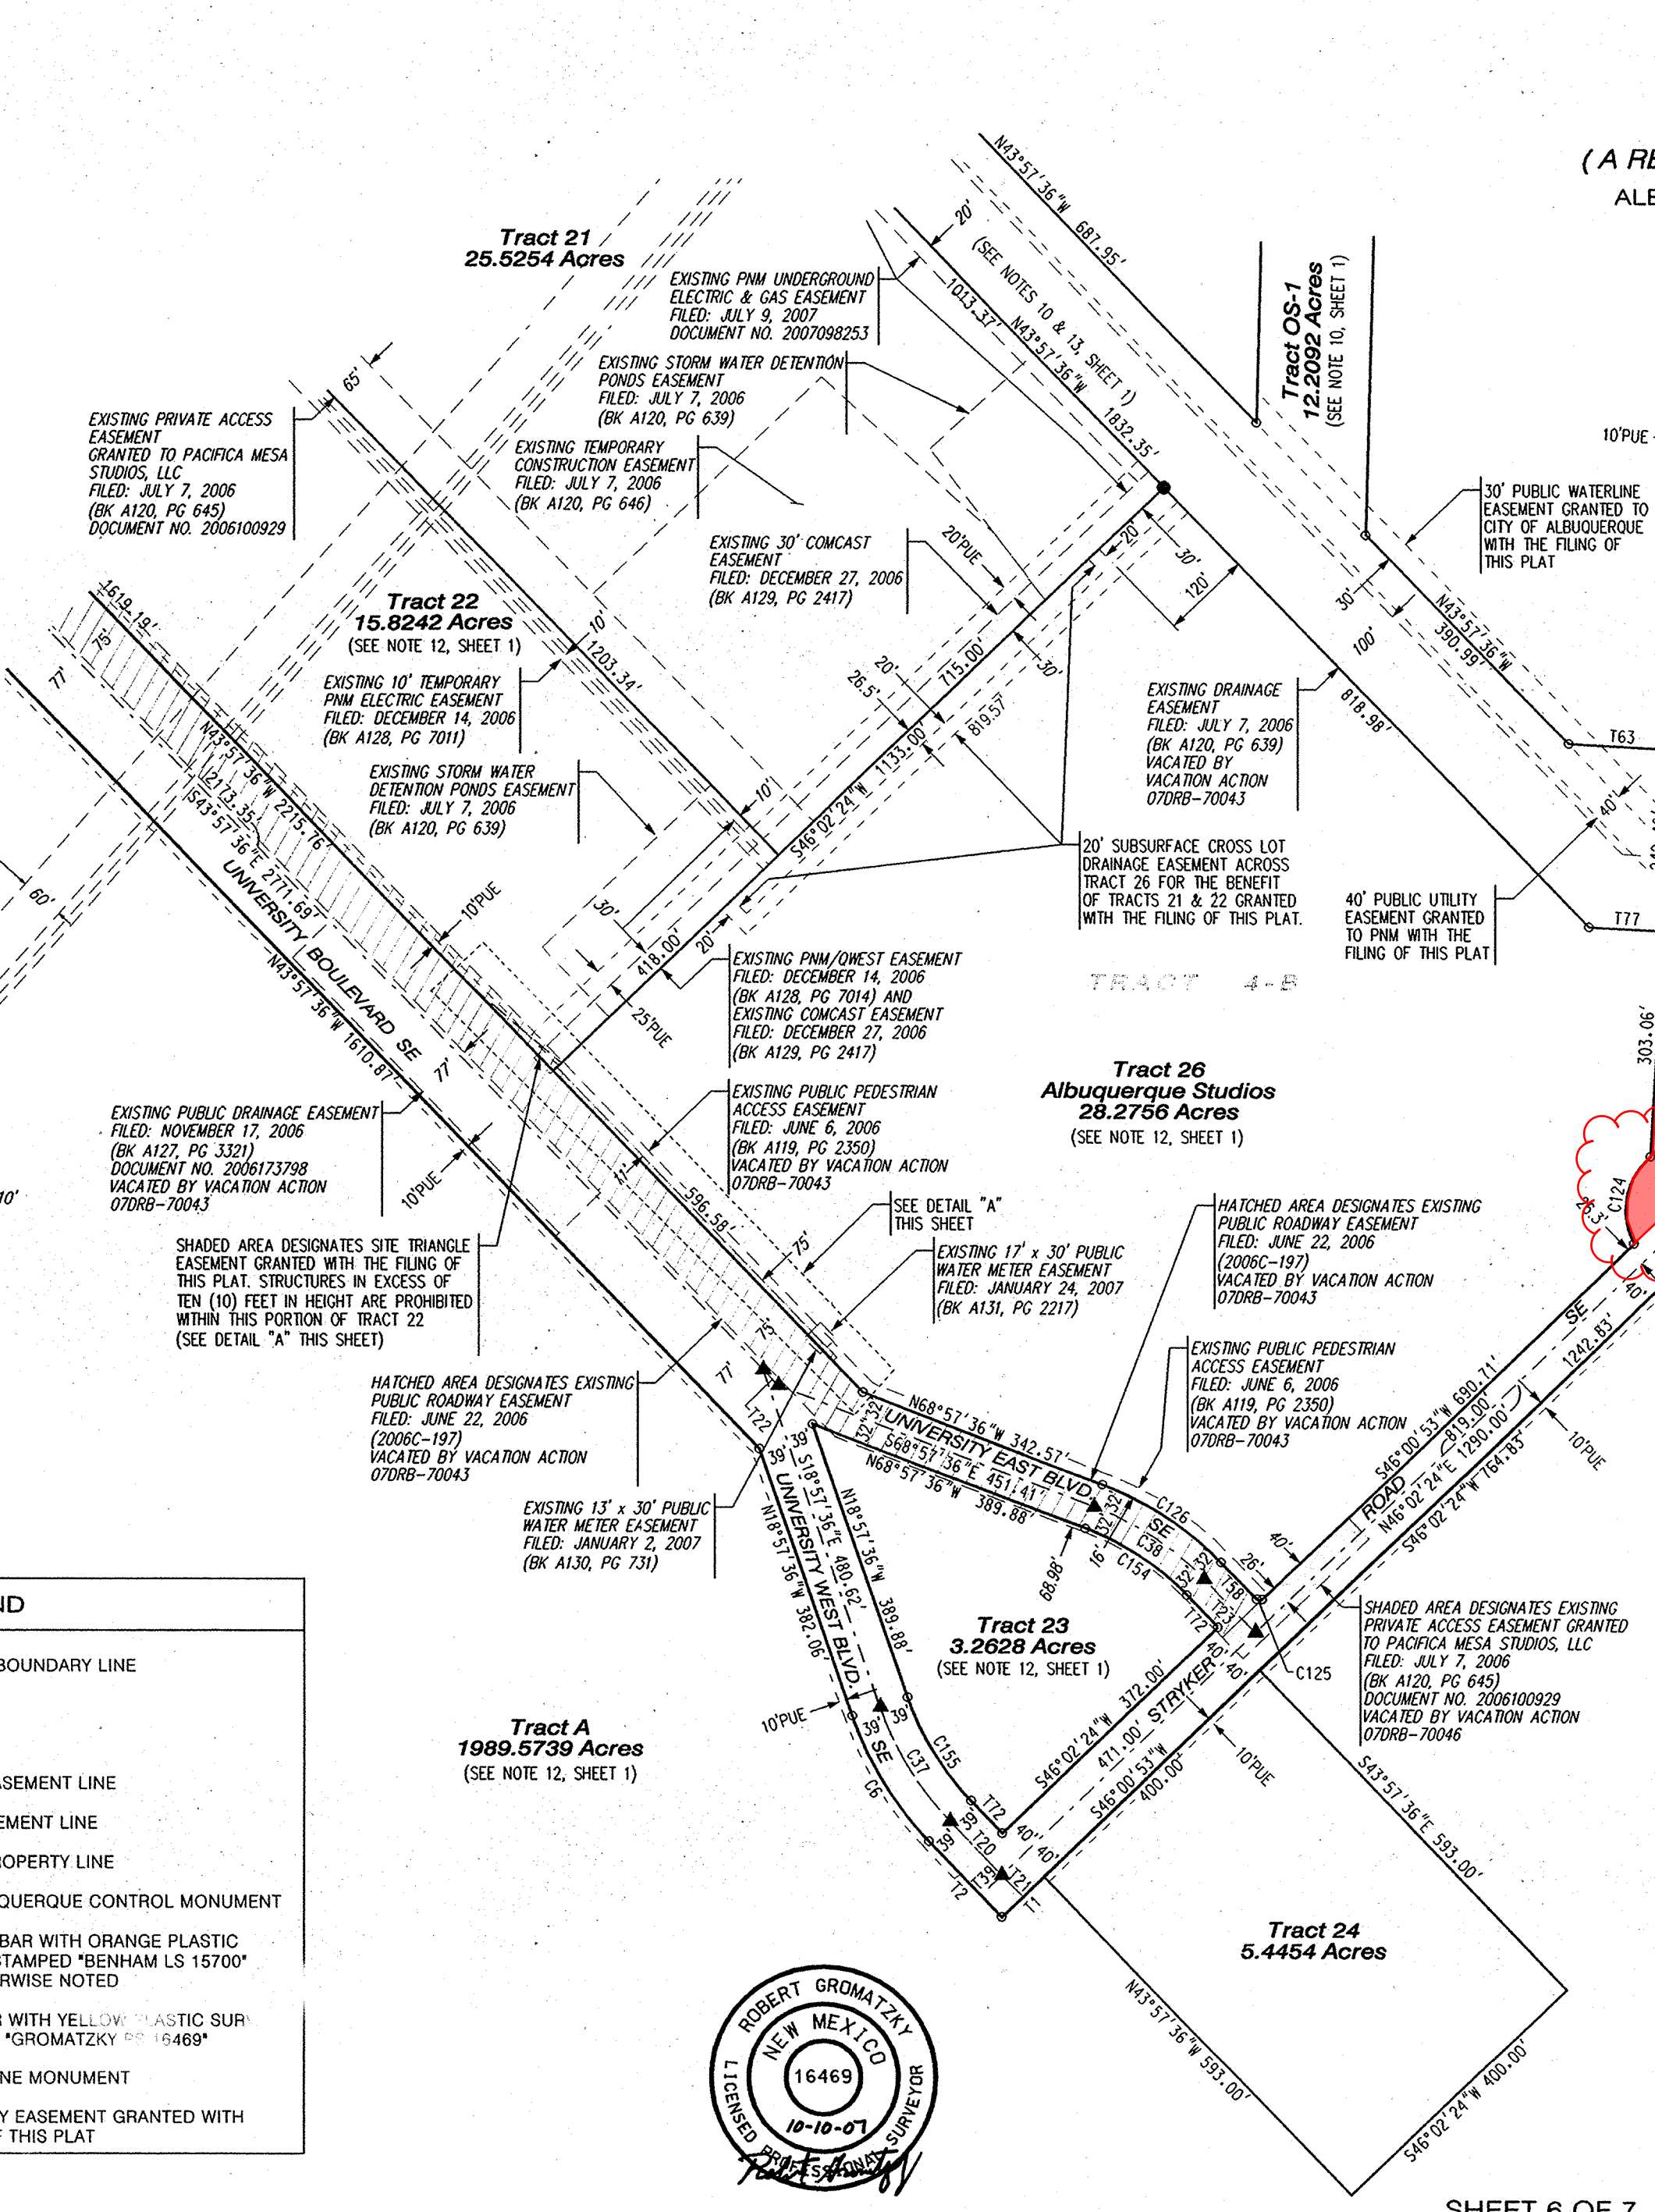 (A RE
ALE
Tract 21
25.5254 Acres
EXISTING PNM UNDERGROUND
ELECTRIC & GAS EASEMENT
FILED: JULY 9, 2007
DOCUMENT NO. 2007098253
EXISTING STORM WATER DETENTION
PONDS EASEMENT
FILED: JULY 7, 2006
(BK A120, PG 639)
EXISTING TEMPORARY
CONSTRUCTION EASEMENT
FILED: JULY 7, 2006
(BK A120, PG 646)
EXISTING 30' COMCAST
EASEMENT
FILED: DECEMBER 27, 2006
(BK A129, PG 2417)
N43°57'36"W 687.95'
20'
(SEE NOTES 10 & 13, SHEET 1)
1013.37'
N43°57'36"W 1832.35'
Tract OS-1
12.2092 Acres
(SEE NOTE 10, SHEET 1)
10'PUE
30' PUBLIC WATERLINE
EASEMENT GRANTED TO
CITY OF ALBUQUERQUE
WITH THE FILING OF
THIS PLAT
65'
EXISTING PRIVATE ACCESS
EASEMENT
GRANTED TO PACIFICA MESA
STUDIOS, LLC
FILED: JULY 7, 2006
(BK A120, PG 645)
DOCUMENT NO. 2006100929
20'PUE
20'
30'
120'
30'
100'
N43°57'36"W
390.99'
818.98'
T63
40'
T77
1619.19'
75'
77'
Tract 22
15.8242 Acres
(SEE NOTE 12, SHEET 1)
10'
1203.34'
EXISTING 10' TEMPORARY
PNM ELECTRIC EASEMENT
FILED: DECEMBER 14, 2006
(BK A128, PG 7011)
EXISTING STORM WATER
DETENTION PONDS EASEMENT
FILED: JULY 7, 2006
(BK A120, PG 639)
20'
26.5'
715.00'
30'
819.57'
S46°02'24"W 1133.00'
10'
EXISTING DRAINAGE
EASEMENT
FILED: JULY 7, 2006
(BK A120, PG 639)
VACATED BY
VACATION ACTION
07DRB-70043
20' SUBSURFACE CROSS LOT
DRAINAGE EASEMENT ACROSS
TRACT 26 FOR THE BENEFIT
OF TRACTS 21 & 22 GRANTED
WITH THE FILING OF THIS PLAT.
40' PUBLIC UTILITY
EASEMENT GRANTED
TO PNM WITH THE
FILING OF THIS PLAT
N43°57'36"W 2215.76'
2173.35'
S43°57'36"E 2771.69'
UNIVERSITY BOULEVARD SE
N43°57'36"W 1610.87'
60'
10'PUE
30'
418.00'
20'
25'PUE
77'
EXISTING PNM/QWEST EASEMENT
FILED: DECEMBER 14, 2006
(BK A128, PG 7014) AND
EXISTING COMCAST EASEMENT
FILED: DECEMBER 27, 2006
(BK A129, PG 2417)
TRACT 4-B
Tract 26
Albuquerque Studios
28.2756 Acres
(SEE NOTE 12, SHEET 1)
303.06'
C124
26.3'
40'
EXISTING PUBLIC DRAINAGE EASEMENT
FILED: NOVEMBER 17, 2006
(BK A127, PG 3321)
DOCUMENT NO. 2006173798
VACATED BY VACATION ACTION
07DRB-70043
10'
10'PUE
EXISTING PUBLIC PEDESTRIAN
ACCESS EASEMENT
FILED: JUNE 6, 2006
(BK A119, PG 2350)
VACATED BY VACATION ACTION
07DRB-70043
596.58'
SEE DETAIL "A"
THIS SHEET
75'
EXISTING 17' x 30' PUBLIC
WATER METER EASEMENT
FILED: JANUARY 24, 2007
(BK A131, PG 2217)
HATCHED AREA DESIGNATES EXISTING
PUBLIC ROADWAY EASEMENT
FILED: JUNE 22, 2006
(2006C-197)
VACATED BY VACATION ACTION
07DRB-70043
SHADED AREA DESIGNATES SITE TRIANGLE
EASEMENT GRANTED WITH THE FILING OF
THIS PLAT. STRUCTURES IN EXCESS OF
TEN (10) FEET IN HEIGHT ARE PROHIBITED
WITHIN THIS PORTION OF TRACT 22
(SEE DETAIL "A" THIS SHEET)
75'
77'
EXISTING PUBLIC PEDESTRIAN
ACCESS EASEMENT
FILED: JUNE 6, 2006
(BK A119, PG 2350)
VACATED BY VACATION ACTION
07DRB-70043
HATCHED AREA DESIGNATES EXISTING
PUBLIC ROADWAY EASEMENT
FILED: JUNE 22, 2006
(2006C-197)
VACATED BY VACATION ACTION
07DRB-70043
T22
39'
39'
32'
32'
N68°57'36"W 342.57'
UNIVERSITY EAST BLVD. SE
S68°57'36"E 451.41'
N68°57'36"W 389.88'
32'
32'
16'
68.98'
C126
C38
C154
32'
32'
T58
T23
T72
26'
40'
C125
S46°00'53"W 690.71'
819.00'
N46°02'24"E 1290.00'
S46°02'24"W 764.83'
1242.83'
STRYKER ROAD SE
10'PUE
EXISTING 13' x 30' PUBLIC
WATER METER EASEMENT
FILED: JANUARY 2, 2007
(BK A130, PG 731)
S18°57'36"E 480.62'
N18°57'36"W 389.88'
UNIVERSITY WEST BLVD. SE
N18°57'36"W 382.06'
10'PUE
39'
39'
C37
C155
C6
Tract 23
3.2628 Acres
(SEE NOTE 12, SHEET 1)
SHADED AREA DESIGNATES EXISTING
PRIVATE ACCESS EASEMENT GRANTED
TO PACIFICA MESA STUDIOS, LLC
FILED: JULY 7, 2006
(BK A120, PG 645)
DOCUMENT NO. 2006100929
VACATED BY VACATION ACTION
07DRB-70046
40'
40'
S46°02'24"W 372.00'
471.00'
S46°00'53"W
400.00'
10'PUE
T72
39'
39'
T20
40'
40'
T39
T21
T1
T2
Tract A
1989.5739 Acres
(SEE NOTE 12, SHEET 1)
S43°57'36"E 593.00'
Tract 24
5.4454 Acres
N43°57'36"W 593.00'
S46°02'24"W 400.00'
ND
BOUNDARY LINE
ASEMENT LINE
EMENT LINE
ROPERTY LINE
QUERQUE CONTROL MONUMENT
BAR WITH ORANGE PLASTIC
STAMPED "BENHAM LS 15700"
RWISE NOTED
R WITH YELLOW PLASTIC SUR
"GROMATZKY PS 16469"
NE MONUMENT
Y EASEMENT GRANTED WITH
F THIS PLAT
ROBERT GROMATZKY
NEW MEXICO
16469
10-10-07
LICENSED PROFESSIONAL SURVEYOR
SHEET 6 OF 7